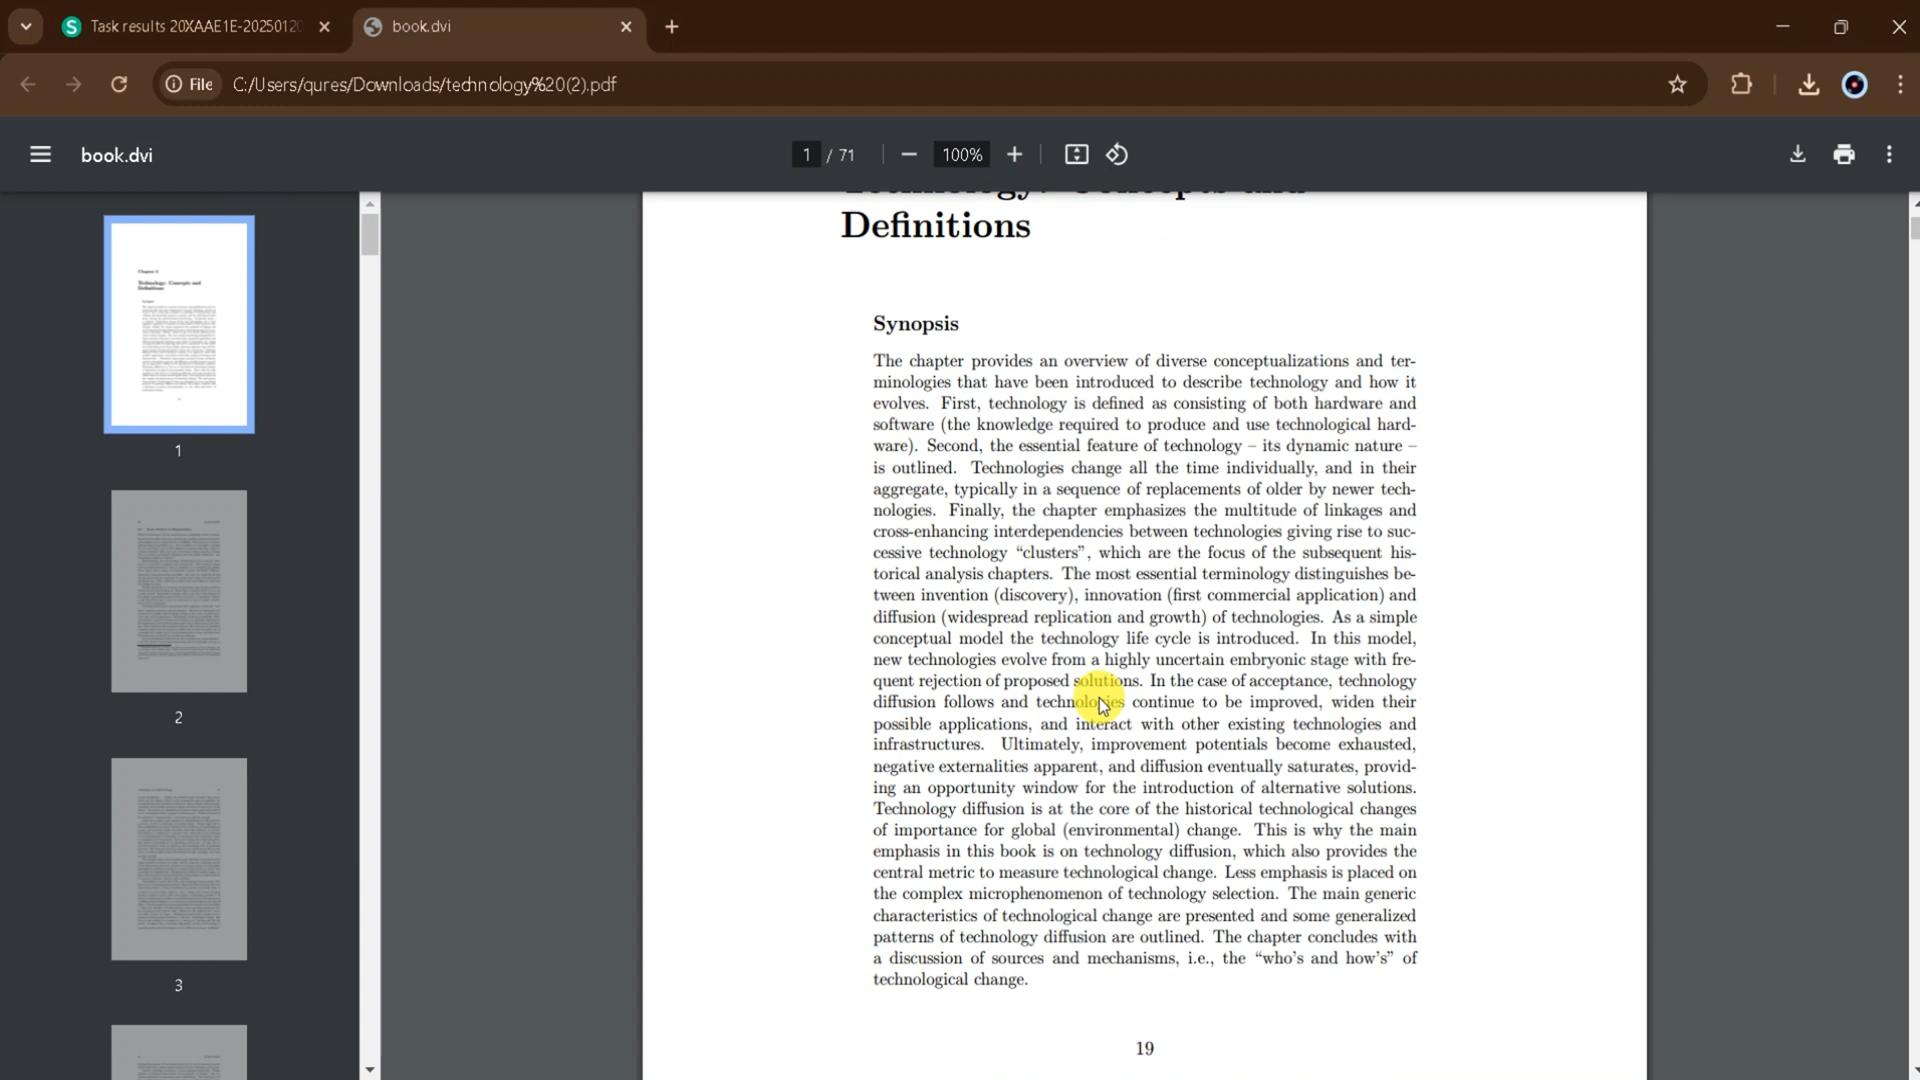 Task results 20XAAE1E-2025012
book.dvi
File
C:/Users/qures/Downloads/technology%20(2).pdf
book.dvi
1 / 71
100%
Definitions
Synopsis
The chapter provides an overview of diverse conceptualizations and ter-
minologies that have been introduced to describe technology and how it
evolves. First, technology is defined as consisting of both hardware and
software (the knowledge required to produce and use technological hard-
ware). Second, the essential feature of technology – its dynamic nature –
is outlined. Technologies change all the time individually, and in their
aggregate, typically in a sequence of replacements of older by newer tech-
nologies. Finally, the chapter emphasizes the multitude of linkages and
cross-enhancing interdependencies between technologies giving rise to suc-
cessive technology “clusters”, which are the focus of the subsequent his-
torical analysis chapters. The most essential terminology distinguishes be-
tween invention (discovery), innovation (first commercial application) and
diffusion (widespread replication and growth) of technologies. As a simple
conceptual model the technology life cycle is introduced. In this model,
new technologies evolve from a highly uncertain embryonic stage with fre-
quent rejection of proposed solutions. In the case of acceptance, technology
diffusion follows and technologies continue to be improved, widen their
possible applications, and interact with other existing technologies and
infrastructures. Ultimately, improvement potentials become exhausted,
negative externalities apparent, and diffusion eventually saturates, provid-
ing an opportunity window for the introduction of alternative solutions.
Technology diffusion is at the core of the historical technological changes
of importance for global (environmental) change. This is why the main
emphasis in this book is on technology diffusion, which also provides the
central metric to measure technological change. Less emphasis is placed on
the complex microphenomenon of technology selection. The main generic
characteristics of technological change are presented and some generalized
patterns of technology diffusion are outlined. The chapter concludes with
a discussion of sources and mechanisms, i.e., the “who’s and how’s” of
technological change.
19
1
2
3